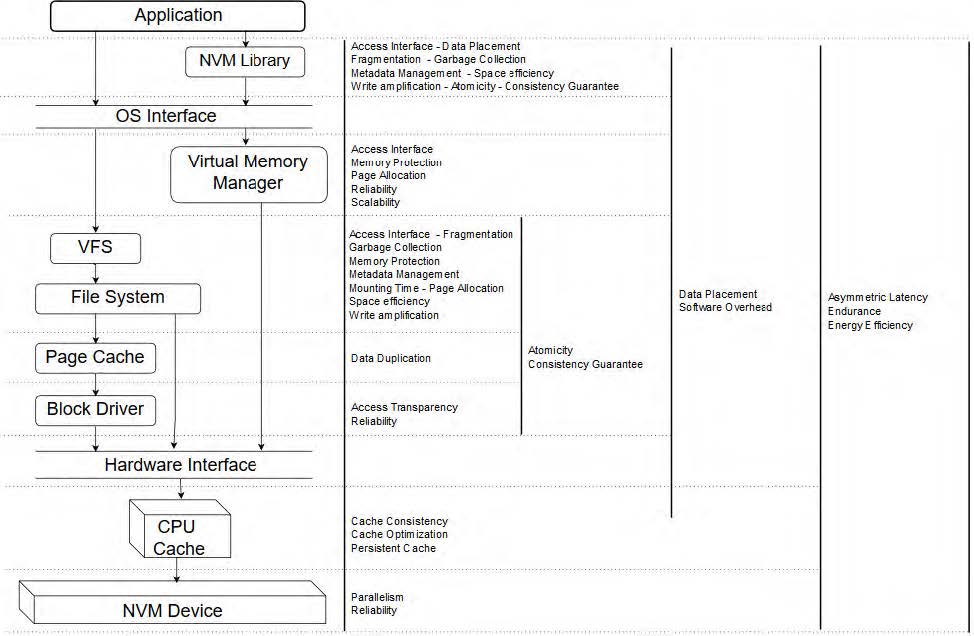 Application
NVM Library
Access Interface - Data Placement
Fragmentation - Garbage Collection
Metadata Management - Space efficiency
Write amplification - Atomicity - Consistency Guarantee
OS Interface
Virtual Memory
Manager
Access Interface
Memory Protection
Page Allocation
Reliability
Scalability
VFS
File System
Access Interface - Fragmentation
Garbage Collection
Memory Protection
Metadata Management
Mounting Time - Page Allocation
Space efficiency
Write amplification
Page Cache
Data Duplication
Block Driver
Access Transparency
Reliability
Atomicity
Consistency Guarantee
Data Placement
Software Overhead
Asymmetric Latency
Endurance
Energy Efficiency
Hardware Interface
CPU
Cache
Cache Consistency
Cache Optimization
Persistent Cache
NVM Device
Parallelism
Reliability